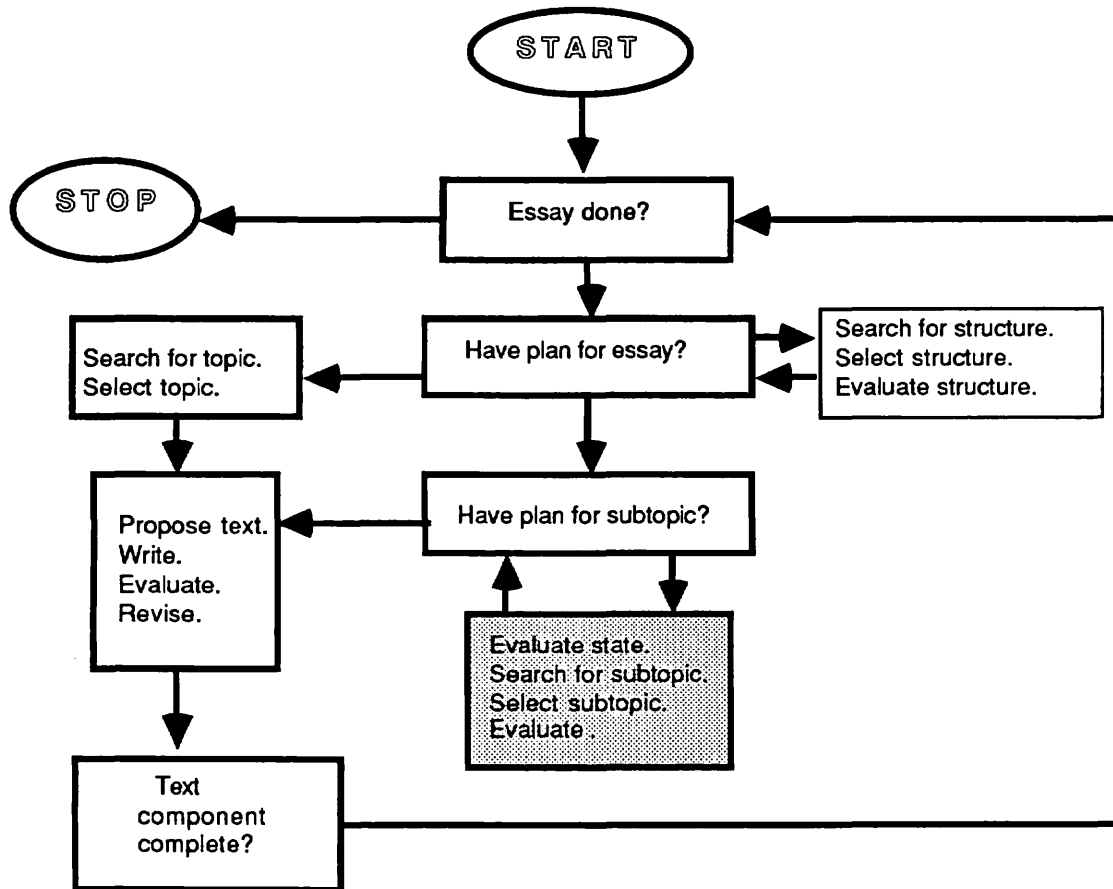 START
STOP
Essay done?
Search for topic.
Select topic.
Have plan for essay?
Search for structure.
Select structure.
Evaluate structure.
Propose text.
Write.
Evaluate.
Revise.
Have plan for subtopic?
Evaluate state.
Search for subtopic.
Select subtopic.
Evaluate .
Text
component
complete?